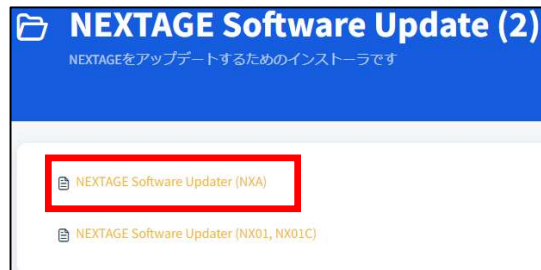 NEXTAGE Software Update (2)
NEXTAGEをアップデートするためのインストーラです
NEXTAGE Software Updater (NXA)
NEXTAGE Software Updater (NX01, NX01C)